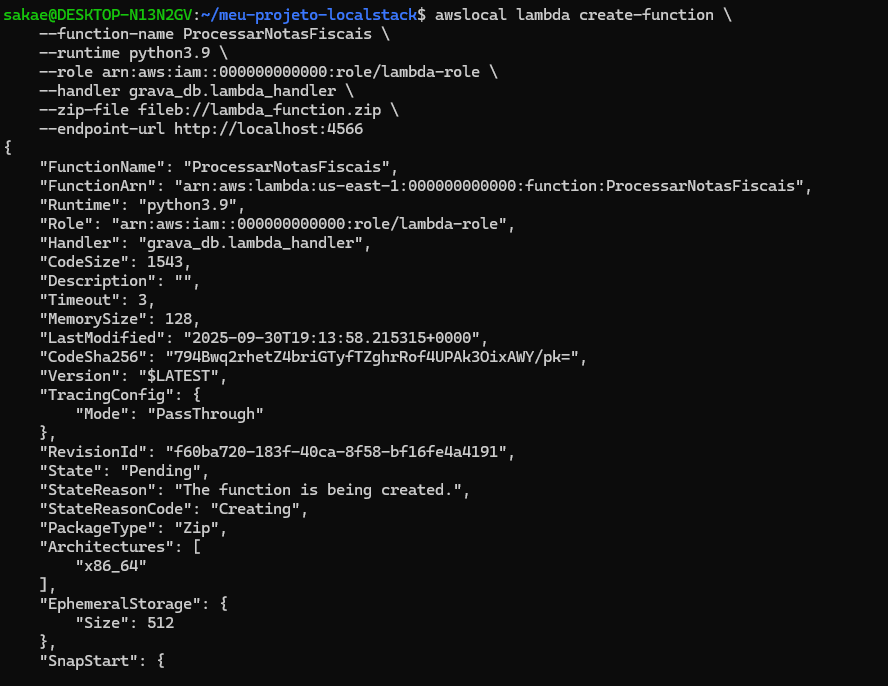 sakae@DESKTOP-N13N2GV:~/meu-projeto-localstack$ awslocal lambda create-function \
    --function-name ProcessarNotasFiscais \
    --runtime python3.9 \
    --role arn:aws:iam::000000000000:role/lambda-role \
    --handler grava_db.lambda_handler \
    --zip-file fileb://lambda_function.zip \
    --endpoint-url http://localhost:4566
{
    "FunctionName": "ProcessarNotasFiscais",
    "FunctionArn": "arn:aws:lambda:us-east-1:000000000000:function:ProcessarNotasFiscais",
    "Runtime": "python3.9",
    "Role": "arn:aws:iam::000000000000:role/lambda-role",
    "Handler": "grava_db.lambda_handler",
    "CodeSize": 1543,
    "Description": "",
    "Timeout": 3,
    "MemorySize": 128,
    "LastModified": "2025-09-30T19:13:58.215315+0000",
    "CodeSha256": "794Bwq2rhetZ4briGTyfTZghrRof4UPAk3OixAWY/pk=",
    "Version": "$LATEST",
    "TracingConfig": {
        "Mode": "PassThrough"
    },
    "RevisionId": "f60ba720-183f-40ca-8f58-bf16fe4a4191",
    "State": "Pending",
    "StateReason": "The function is being created.",
    "StateReasonCode": "Creating",
    "PackageType": "Zip",
    "Architectures": [
        "x86_64"
    ],
    "EphemeralStorage": {
        "Size": 512
    },
    "SnapStart": {